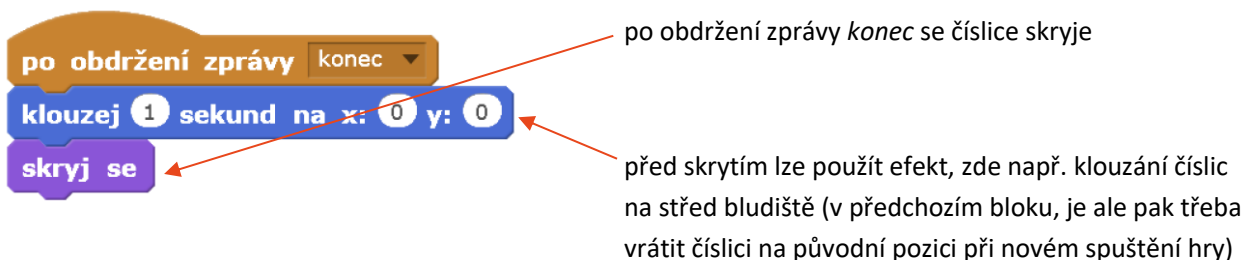 po obdržení zprávy konec se číslice skryje
po obdržení zprávy konec
klouzej 1 sekund na x: 0 y: 0
skryj se
před skrytím lze použít efekt, zde např. klouzání číslic
na střed bludiště (v předchozím bloku, je ale pak třeba
vrátit číslici na původní pozici při novém spuštění hry)